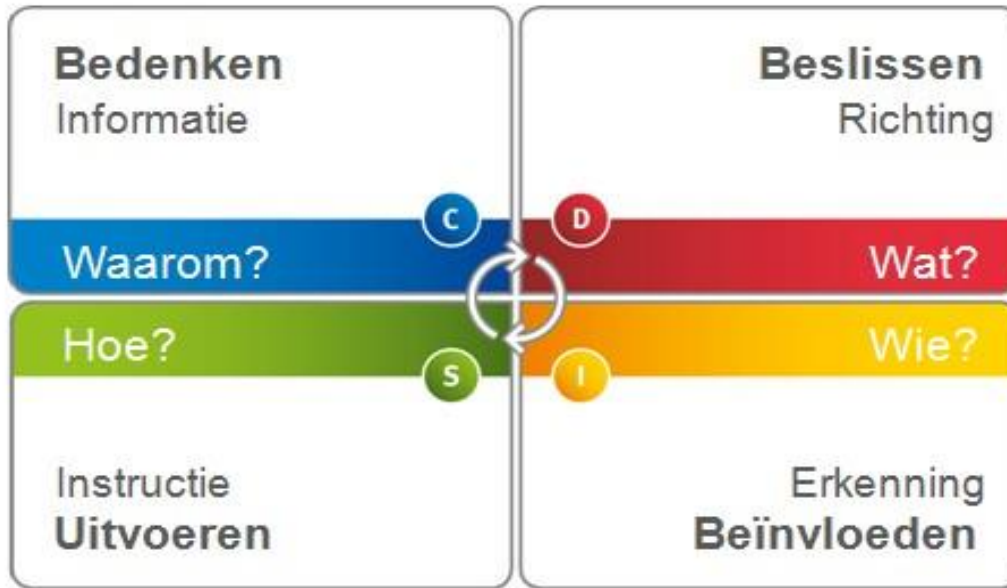 Bedenken
Informatie
C
Waarom?
Beslissen
Richting
D
Wat?
Hoe?
S
Instructie
Uitvoeren
Wie?
I
Erkenning
Beïnvloeden